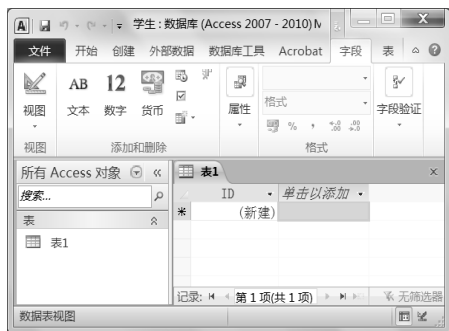 A 学生 : 数据库 (Access 2007 - 2010) M
文件 开始 创建 外部数据 数据库工具 Acrobat 字段 表
视图 AB 文本 12 数字 货币 属性 格式 % , 字段验证
视图 添加和删除 格式
所有 Access 对象 « 表1 ×
搜索... ID 单击以添加
表 * (新建)
表1
记录: 第 1 项(共 1 项) 无筛选器
数据表视图